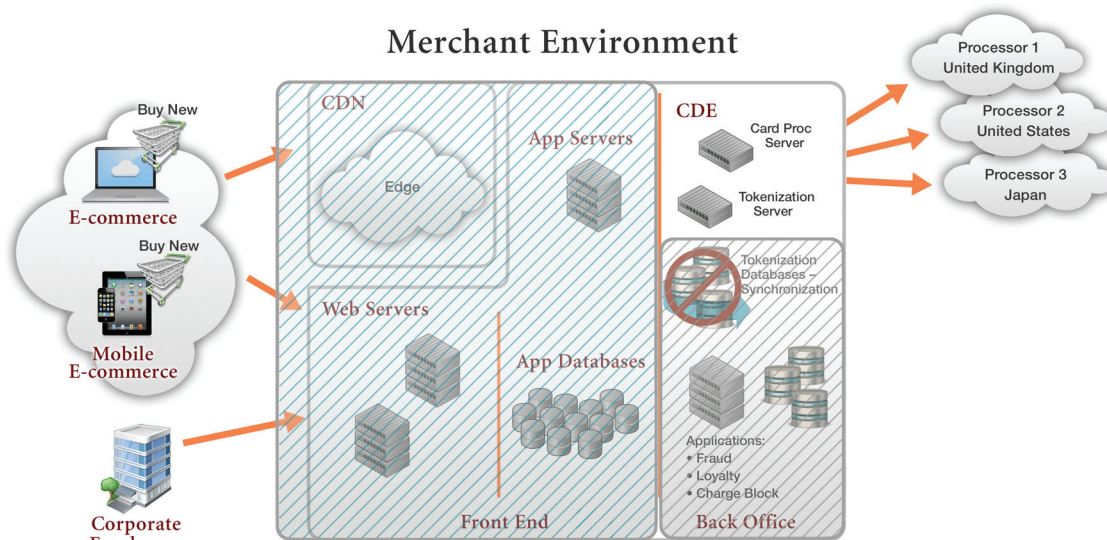 Merchant Environment
Buy New
E-commerce
Buy New
Mobile
E-commerce
Corporate
CDN
Edge
App Servers
Web Servers
App Databases
Front End
CDE
Card Proc
Server
Tokenization
Server
Tokenization
Databases –
Synchronization
Applications:
• Fraud
• Loyalty
• Charge Block
Back Office
Processor 1
United Kingdom
Processor 2
United States
Processor 3
Japan